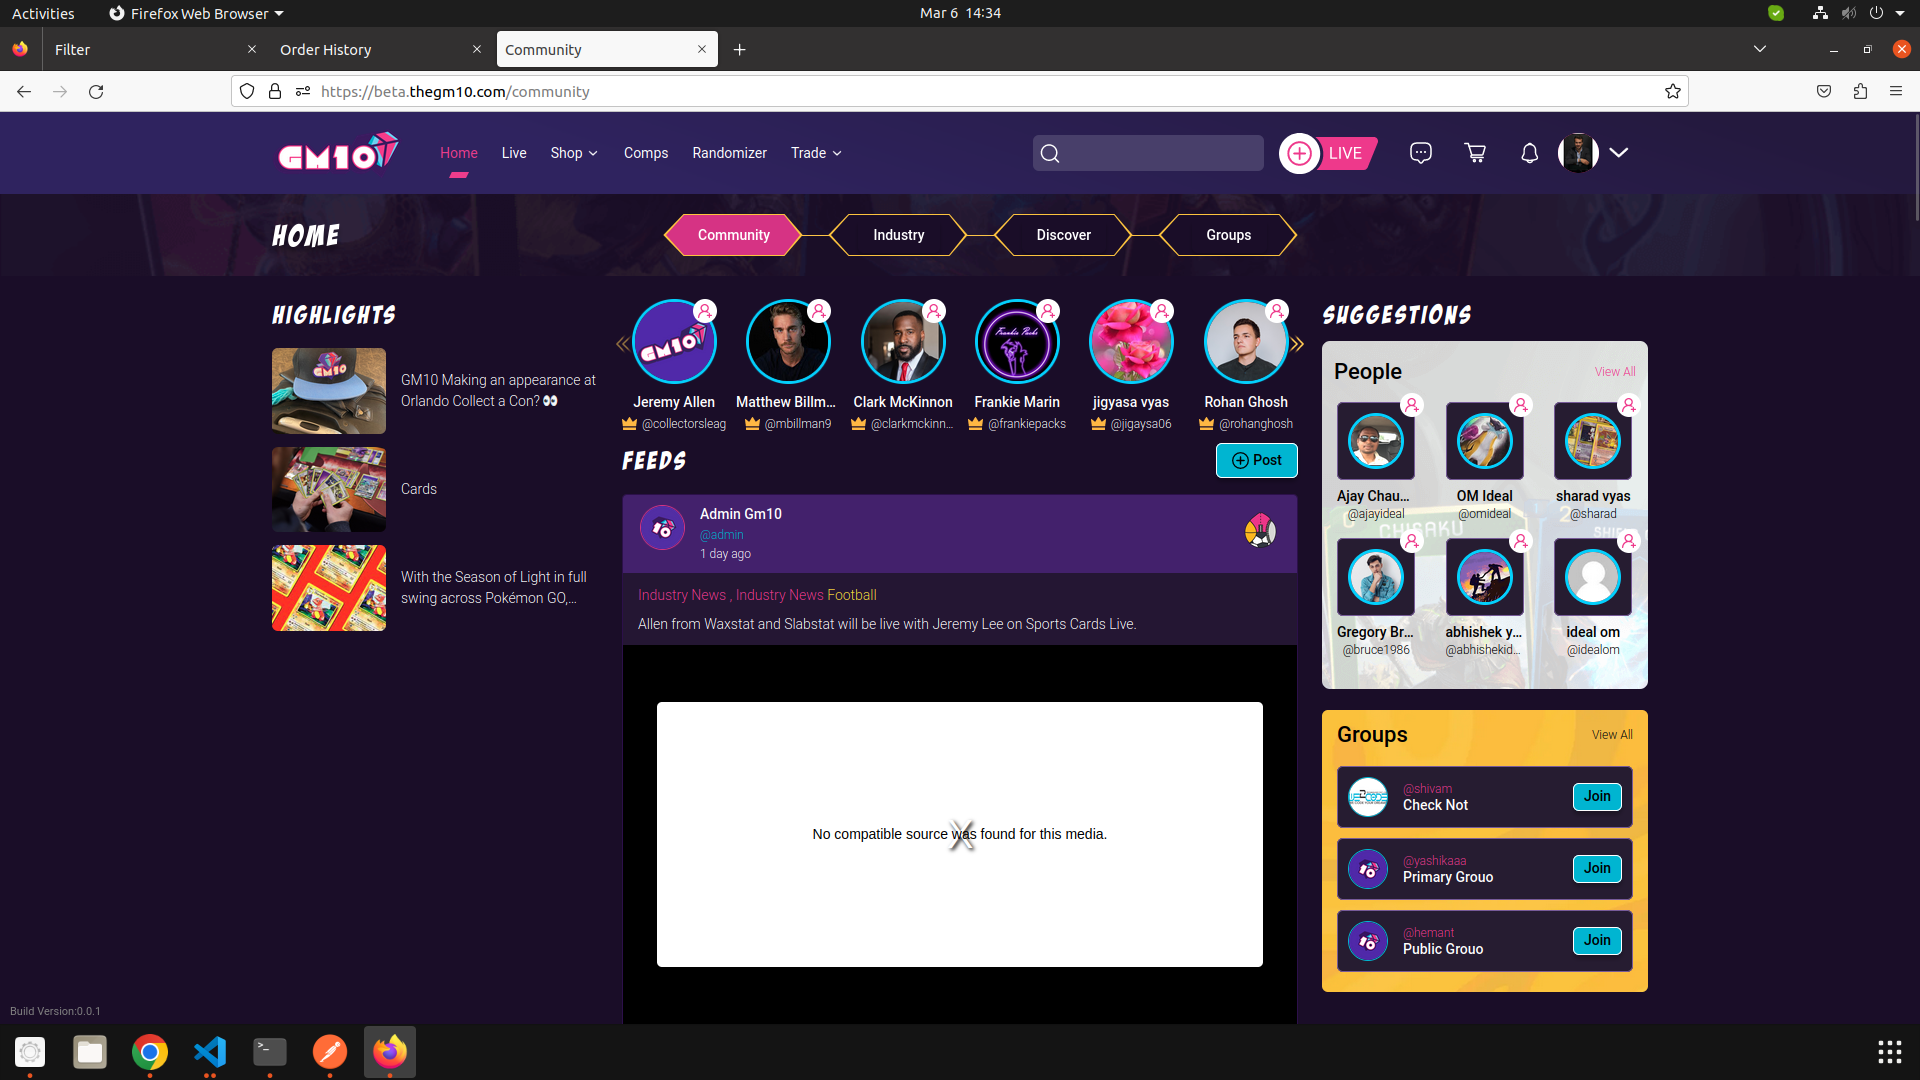 Activities
Firefox Web Browser
Mar 6 14:34
Filter
Order History
Community
https://beta.thegm10.com/community
GM10
Home
Live
Shop
Comps
Randomizer
Trade
LIVE
HOME
Community
Industry
Discover
Groups
HIGHLIGHTS
GM10 Making an appearance at
Orlando Collect a Con? 👀
Cards
With the Season of Light in full
swing across Pokémon GO,...
Jeremy Allen
@collectorsleag
Matthew Billm...
@mbillman9
Clark McKinnon
@clarkmckinn...
Frankie Marin
@frankiepacks
jigyasa vyas
@jigaysa06
Rohan Ghosh
@rohanghosh
FEEDS
Post
Admin Gm10
@admin
1 day ago
Industry News , Industry News Football
Allen from Waxstat and Slabstat will be live with Jeremy Lee on Sports Cards Live.
No compatible source was found for this media.
X
SUGGESTIONS
People
View All
Ajay Chau...
@ajayideal
OM Ideal
@omideal
sharad vyas
@sharad
Gregory Br...
@bruce1986
abhishek y...
@abhishekid...
ideal om
@idealom
Groups
View All
@shivam
Check Not
Join
@yashikaaa
Primary Grouo
Join
@hemant
Public Grouo
Join
Build Version:0.0.1